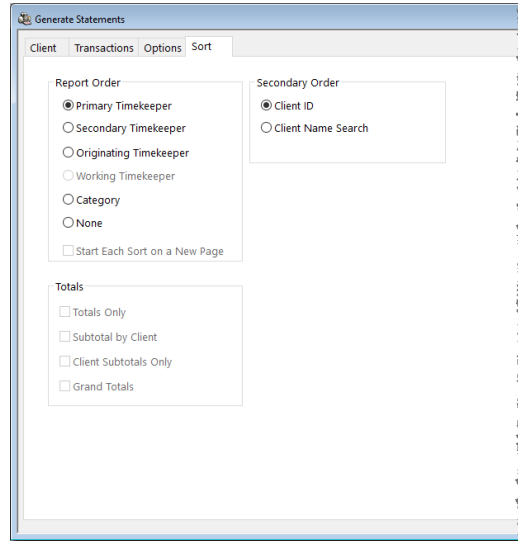 Generate Statements
Client Transactions Options Sort
Report Order
Primary Timekeeper
Secondary Timekeeper
Originating Timekeeper
Working Timekeeper
Category
None
Start Each Sort on a New Page
Secondary Order
Client ID
Client Name Search
Totals
Totals Only
Subtotal by Client
Client Subtotals Only
Grand Totals